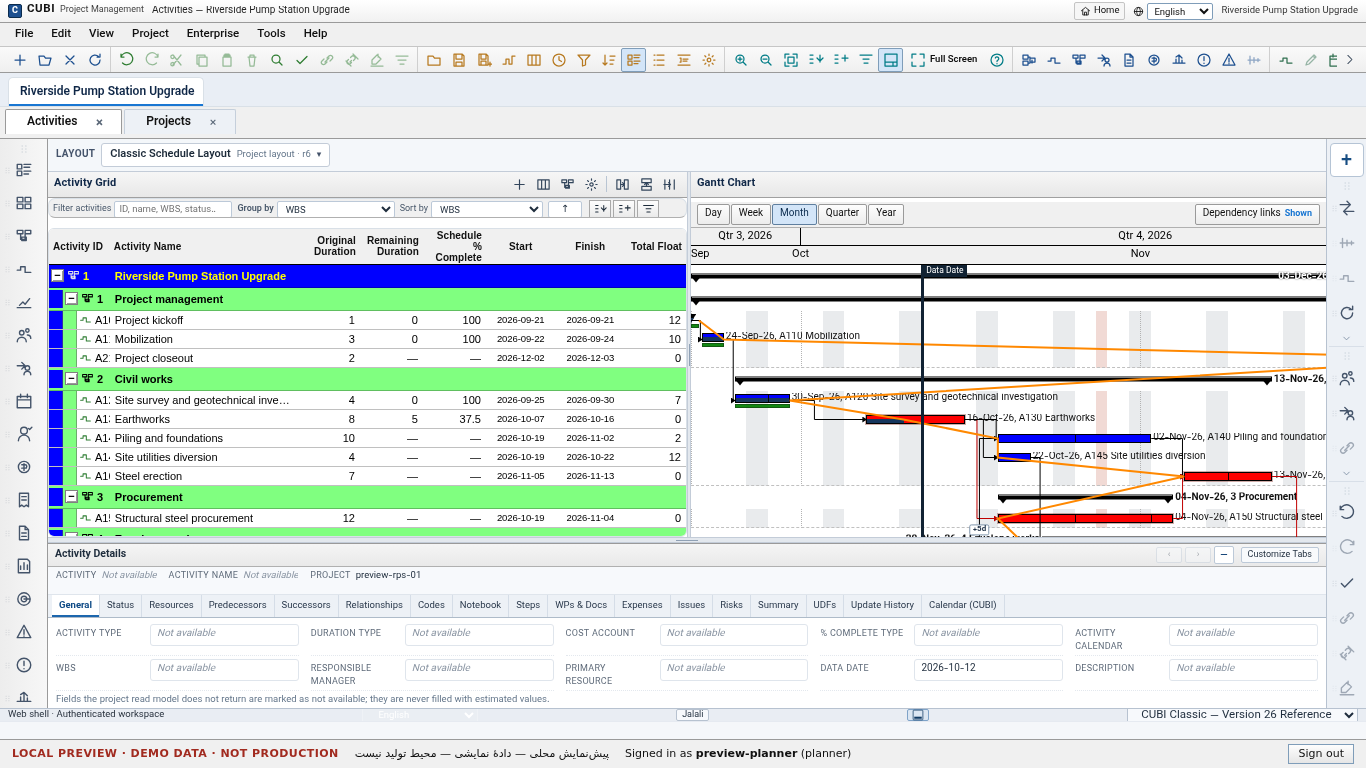 CUBI Project Management Activities — Riverside Pump Station Upgrade Home English Riverside Pump Station Upgrade
File Edit View Project Enterprise Tools Help
Full Screen
Riverside Pump Station Upgrade
Activities × Projects ×
LAYOUT Classic Schedule Layout Project layout · r6
Activity Grid
Gantt Chart
Filter activities ID, name, WBS, status.. Group by WBS Sort by WBS ↑
Day Week Month Quarter Year Dependency links Shown
Qtr 3, 2026 Qtr 4, 2026
Sep Oct Nov
Activity ID Activity Name Original Duration Remaining Duration Schedule % Complete Start Finish Total Float
Data Date
1 Riverside Pump Station Upgrade
1 Project management
Project kickoff 1 0 100 2026-09-21 2026-09-21 12
Mobilization 3 0 100 2026-09-22 2026-09-24 10
24-Sep-26, A110 Mobilization
Project closeout 2 — — 2026-12-02 2026-12-03 0
2 Civil works
13-Nov-26,
Site survey and geotechnical inve… 4 0 100 2026-09-25 2026-09-30 7
30-Sep-26, A120 Site survey and geotechnical investigation
Earthworks 8 5 37.5 2026-10-07 2026-10-16 0
16-Oct-26, A130 Earthworks
Piling and foundations 10 — — 2026-10-19 2026-11-02 2
02-Nov-26, A140 Piling and foundation
Site utilities diversion 4 — — 2026-10-19 2026-10-22 12
22-Oct-26, A145 Site utilities diversion
Steel erection 7 — — 2026-11-05 2026-11-13 0
13-Nov-26,
3 Procurement
04-Nov-26, 3 Procurement
Structural steel procurement 12 — — 2026-10-19 2026-11-04 0
04-Nov-26, A150 Structural steel
+5d
Activity Details
Customize Tabs
ACTIVITY Not available ACTIVITY NAME Not available PROJECT preview-rps-01
General Status Resources Predecessors Successors Relationships Codes Notebook Steps WPs & Docs Expenses Issues Risks Summary UDFs Update History Calendar (CUBI)
ACTIVITY TYPE Not available DURATION TYPE Not available COST ACCOUNT Not available % COMPLETE TYPE Not available ACTIVITY CALENDAR Not available
WBS Not available RESPONSIBLE MANAGER Not available PRIMARY RESOURCE Not available DATA DATE 2026-10-12 DESCRIPTION Not available
Fields the project read model does not return are marked as not available; they are never filled with estimated values.
Web shell · Authenticated workspace English Jalali CUBI Classic — Version 26 Reference
LOCAL PREVIEW · DEMO DATA · NOT PRODUCTION پیش‌نمایش محلی — دادهٔ نمایشی — محیط تولید نیست Signed in as preview-planner (planner) Sign out